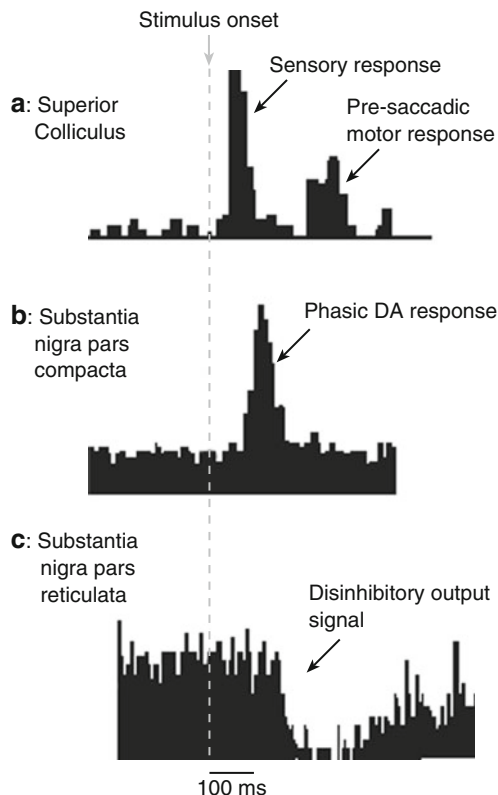 Stimulus onset
Sensory response
a: Superior
Colliculus
Pre-saccadic
motor response
b: Substantia
nigra pars
compacta
Phasic DA response
c: Substantia
nigra pars
reticulata
Disinhibitory output
signal
100 ms